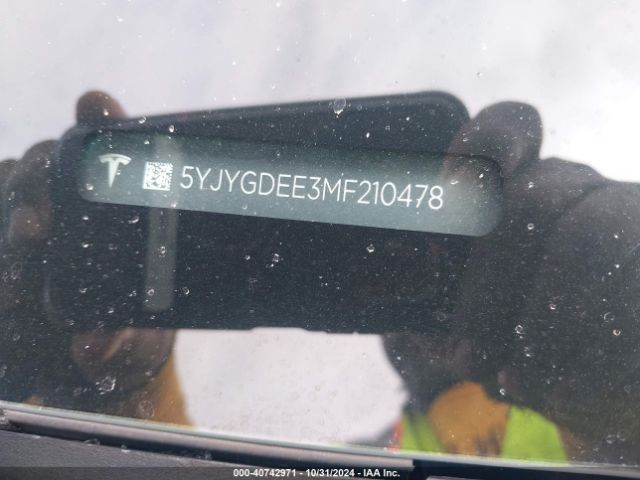 5YJYGDEE3MF210478
000-40742971 - 10/31/2024 - IAA Inc.